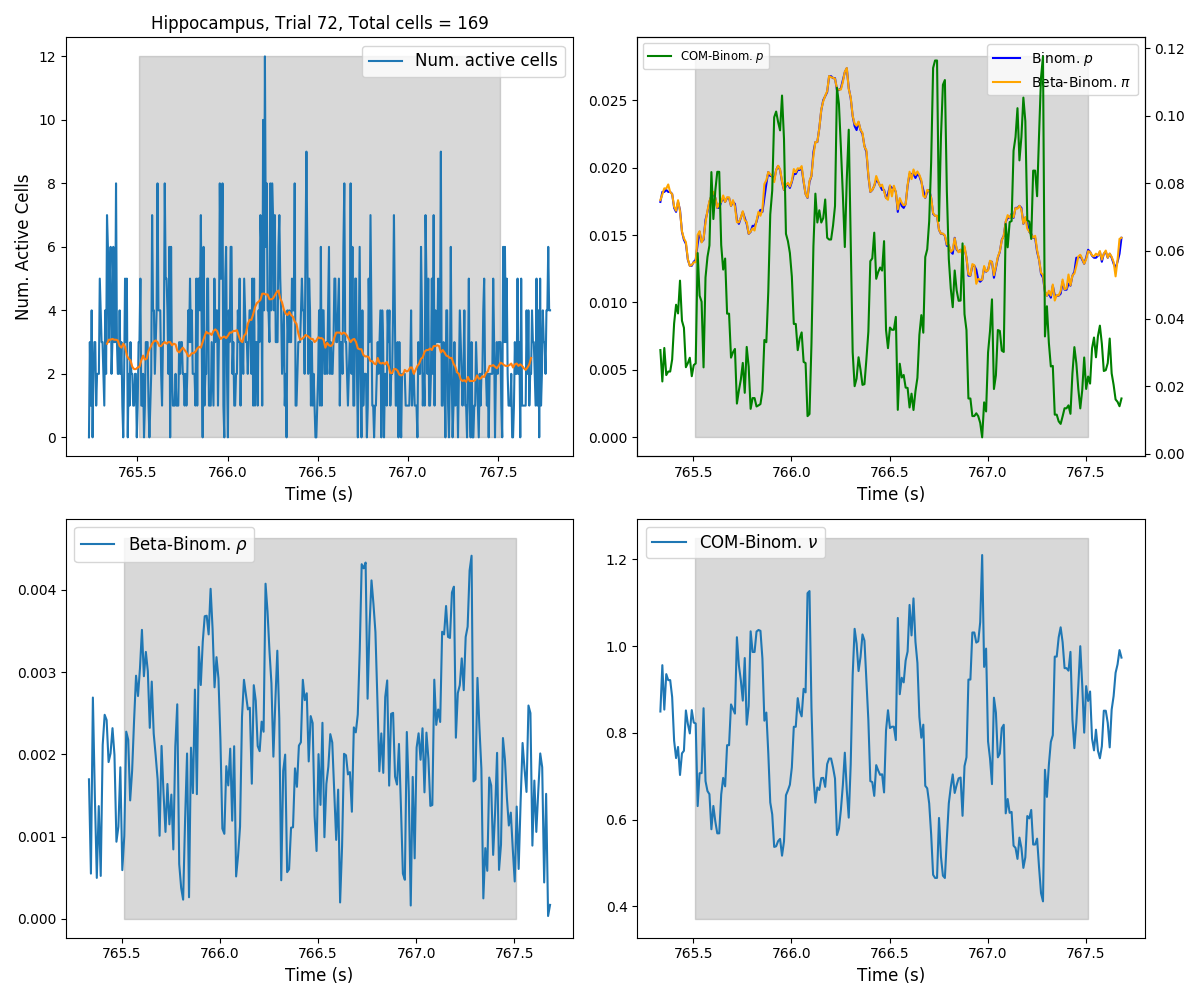 Hippocampus, Trial 72, Total cells = 169
Num. active cells
Num. Active Cells
12
10
8
6
4
2
0
765.5 766.0 766.5 767.0 767.5
Time (s)
COM-Binom. p
Binom. p
Beta-Binom. π
0.025
0.020
0.015
0.010
0.005
0.000
0.12
0.10
0.08
0.06
0.04
0.02
0.00
765.5 766.0 766.5 767.0 767.5
Time (s)
Beta-Binom. ρ
0.004
0.003
0.002
0.001
0.000
765.5 766.0 766.5 767.0 767.5
Time (s)
COM-Binom. ν
1.2
1.0
0.8
0.6
0.4
765.5 766.0 766.5 767.0 767.5
Time (s)